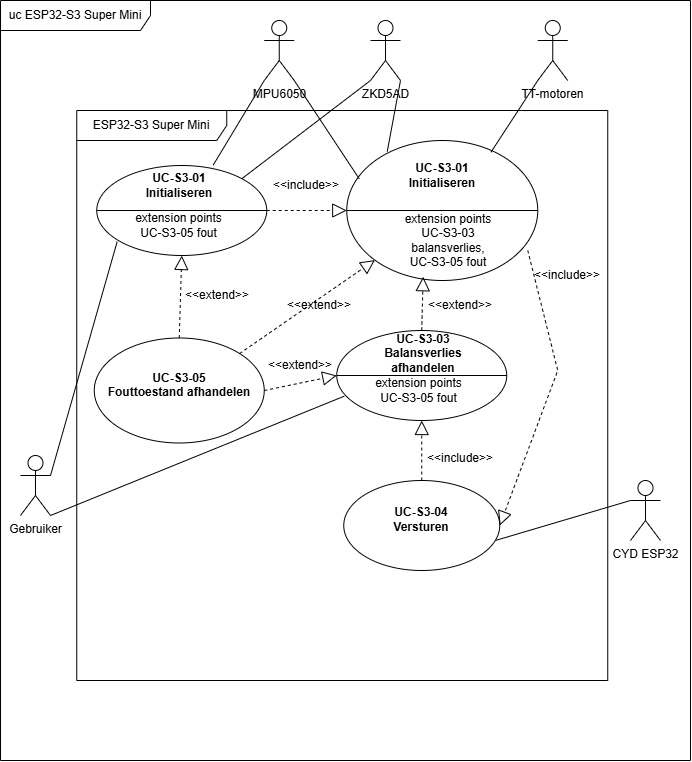 uc ESP32-S3 Super Mini
MPU6050
ZKD5AD
TT-motoren
ESP32-S3 Super Mini
UC-S3-01
Initialiseren
extension points
UC-S3-05 fout
<<include>>
UC-S3-01
Initialiseren
extension points
UC-S3-03
balansverlies,
UC-S3-05 fout
<<include>>
<<extend>>
<<extend>>
<<extend>>
UC-S3-05
Fouttoestand afhandelen
<<extend>>
UC-S3-03
Balansverlies
afhandelen
extension points
UC-S3-05 fout
<<include>>
Gebruiker
UC-S3-04
Versturen
CYD ESP32